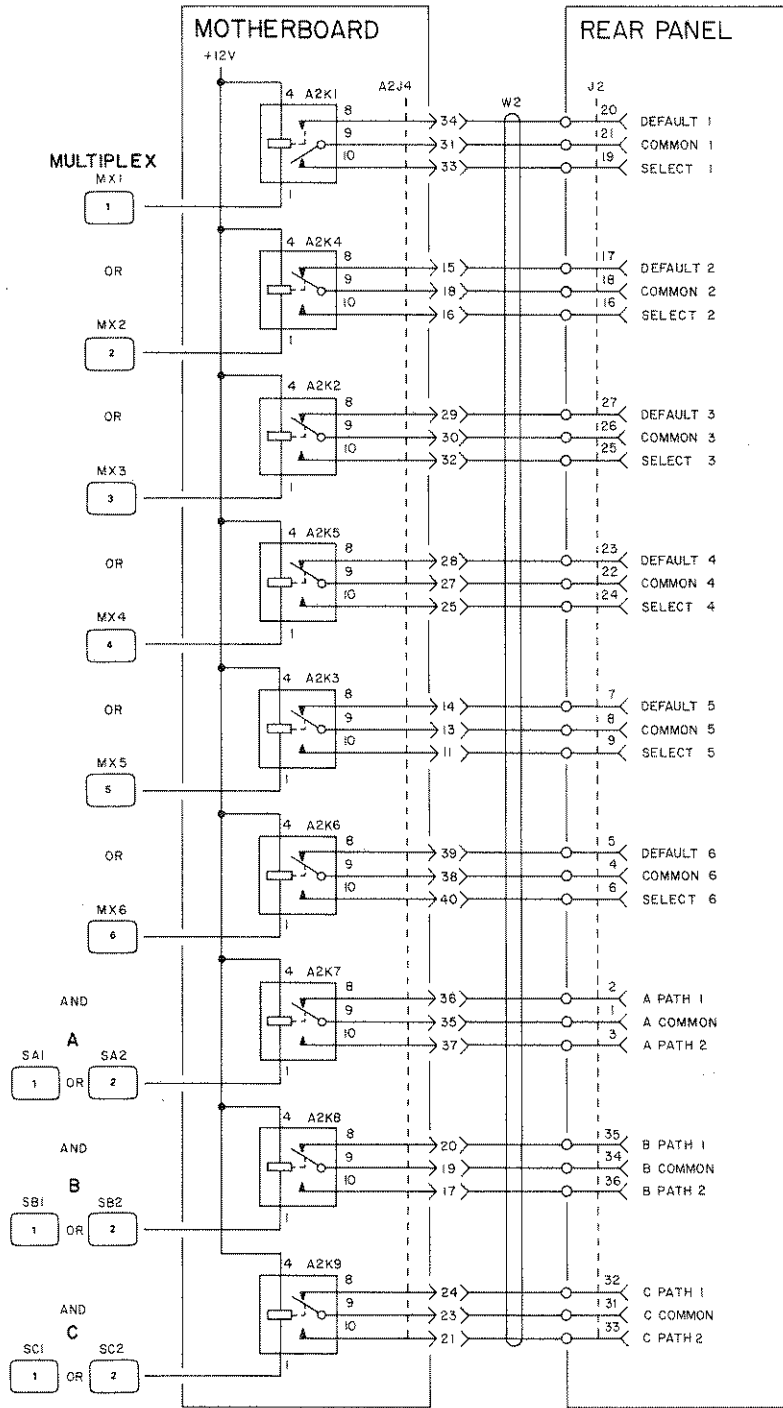 MOTHERBOARD
REAR PANEL
+12V
4 A2K1
A2J4
W2
J2
8 34 20 DEFAULT 1
9 31 21 COMMON 1
10 33 19 SELECT 1
1
MULTIPLEX
MX1
1
OR
4 A2K4
8 15 17 DEFAULT 2
9 18 18 COMMON 2
10 16 16 SELECT 2
1
MX2
2
OR
4 A2K2
8 29 27 DEFAULT 3
9 30 26 COMMON 3
10 32 25 SELECT 3
1
MX3
3
OR
4 A2K5
8 28 23 DEFAULT 4
9 27 22 COMMON 4
10 25 24 SELECT 4
1
MX4
4
OR
4 A2K3
8 14 7 DEFAULT 5
9 13 8 COMMON 5
10 11 9 SELECT 5
1
MX5
5
OR
4 A2K6
8 39 5 DEFAULT 6
9 38 4 COMMON 6
10 40 6 SELECT 6
1
MX6
6
AND
4 A2K7
8 36 2 A PATH 1
9 35 1 A COMMON
10 37 3 A PATH 2
1
A
SA1 SA2
1 OR 2
AND
4 A2K8
8 20 35 B PATH 1
9 19 34 B COMMON
10 17 36 B PATH 2
1
B
SB1 SB2
1 OR 2
AND
4 A2K9
8 24 32 C PATH 1
9 23 31 C COMMON
10 21 33 C PATH 2
1
C
SC1 SC2
1 OR 2